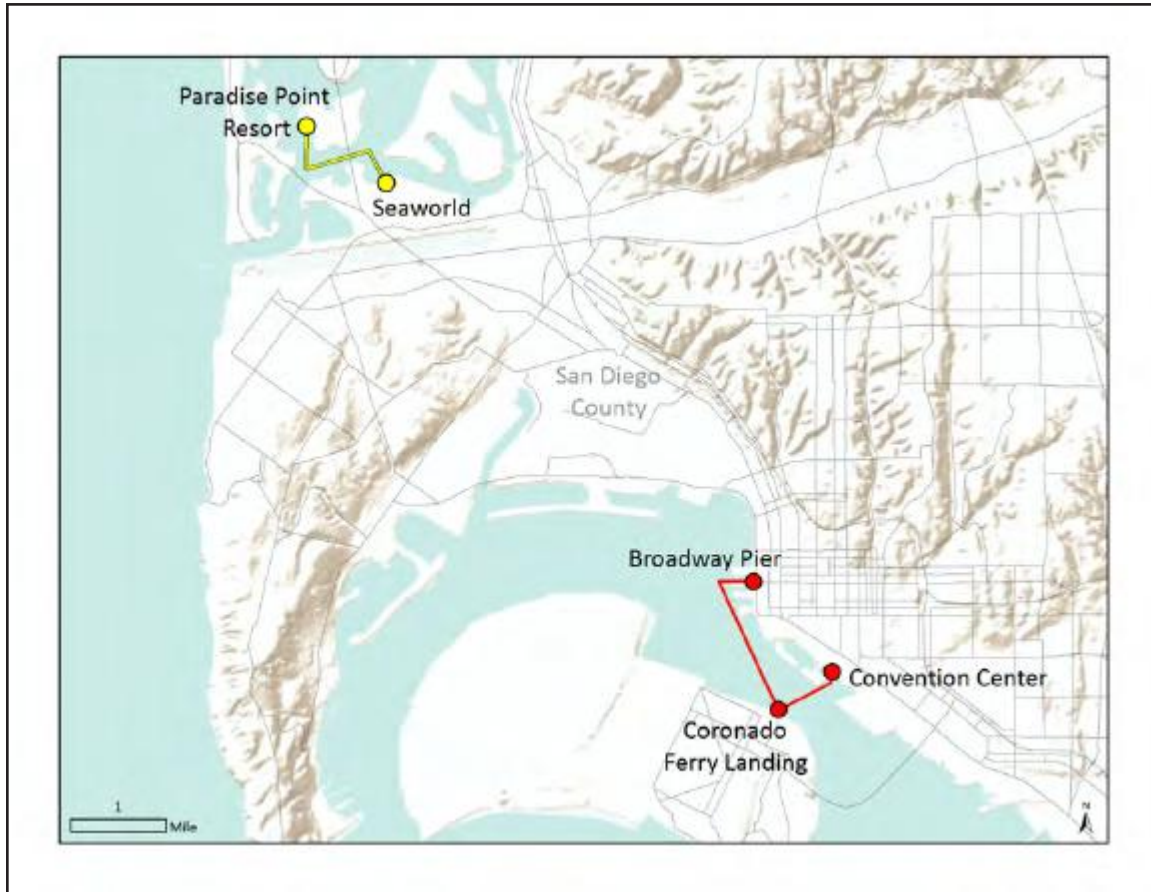 Paradise Point
Resort
Seaworld
San Diego
County
Broadway Pier
Convention Center
Coronado
Ferry Landing
1
Mile
N